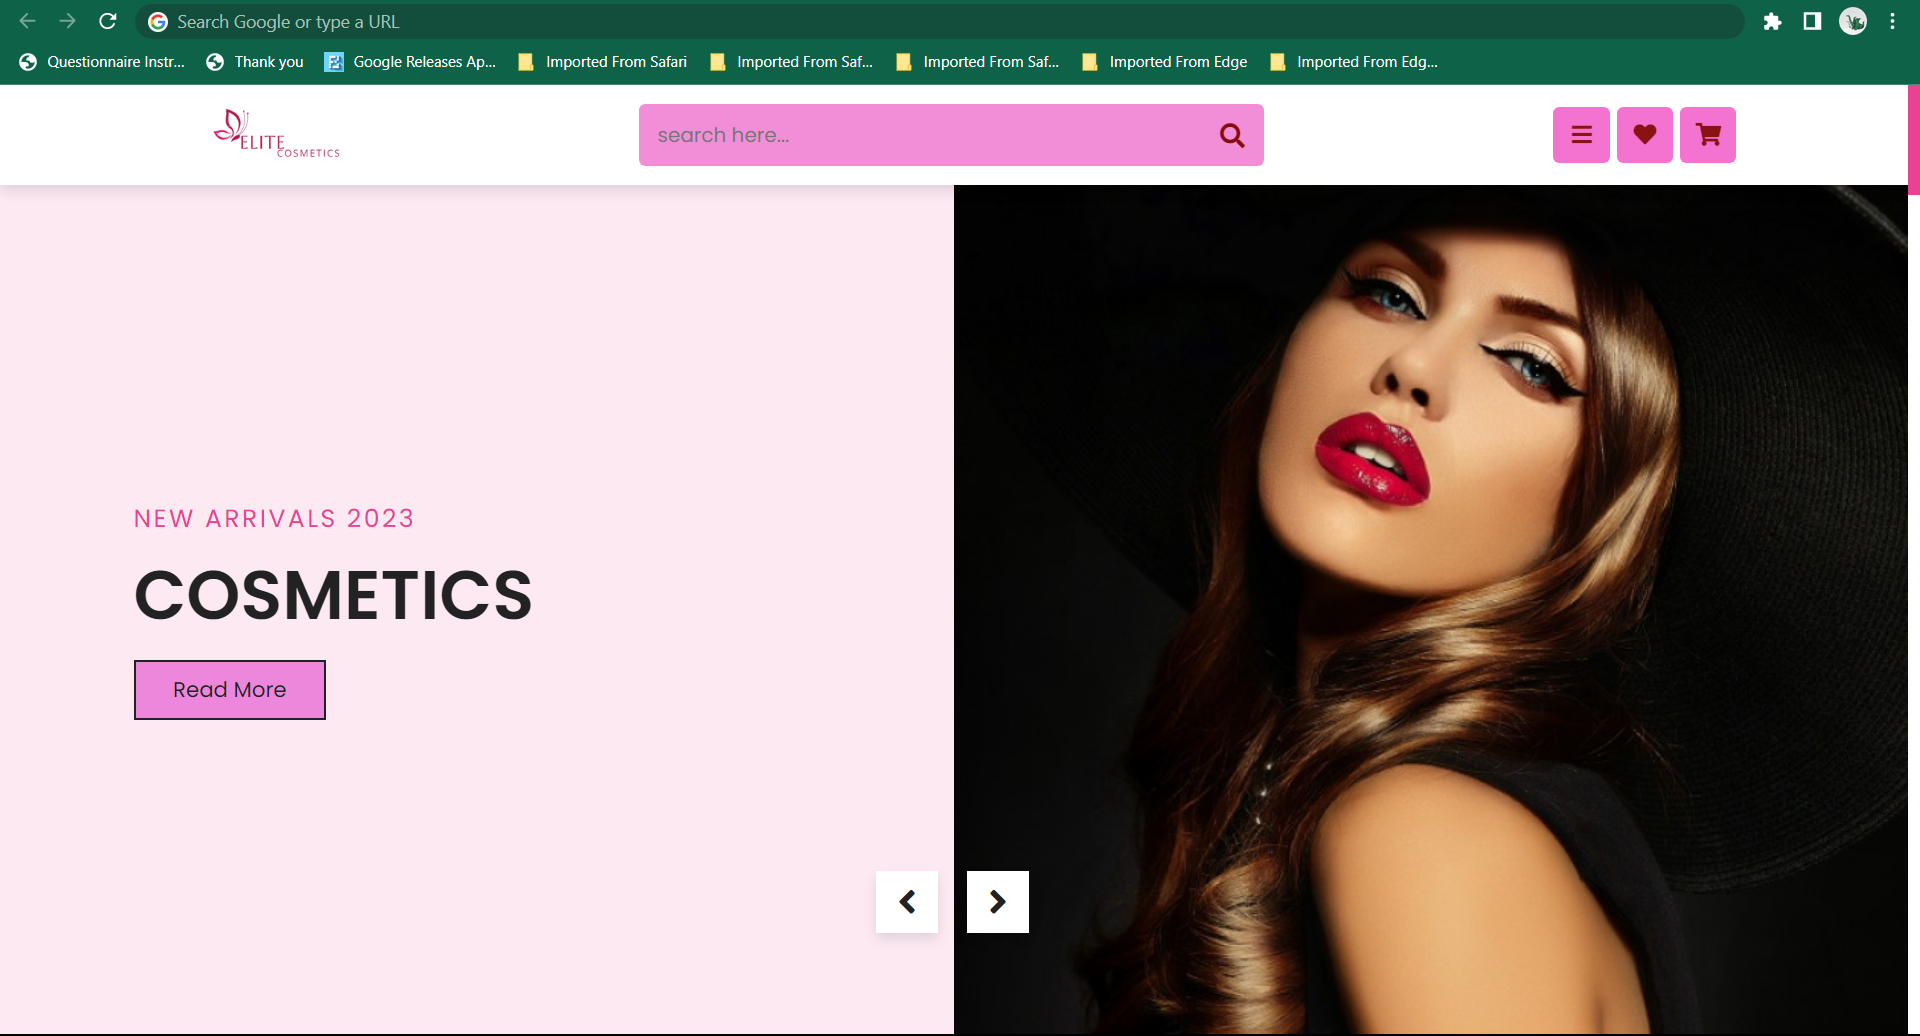 Search Google or type a URL
Questionnaire Instr... Thank you Google Releases Ap... Imported From Safari Imported From Saf... Imported From Saf... Imported From Edge Imported From Edg...
ELITE
COSMETICS
search here...
NEW ARRIVALS 2023
COSMETICS
Read More